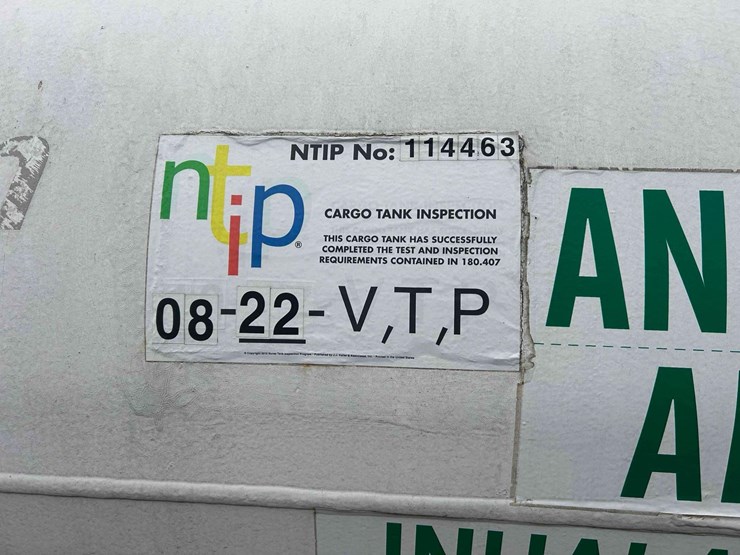 NTIP No: 114463
ntip®
CARGO TANK INSPECTION
THIS CARGO TANK HAS SUCCESSFULLY
COMPLETED THE TEST AND INSPECTION
REQUIREMENTS CONTAINED IN 180.407
08-22-V,T,P
AN
A